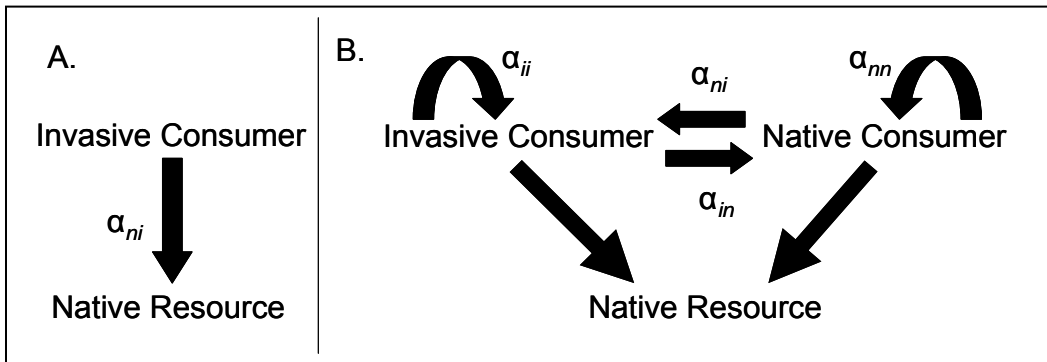 A.
Invasive Consumer
αni
Native Resource
B.
αii
αni
αnn
Invasive Consumer
Native Consumer
αin
Native Resource